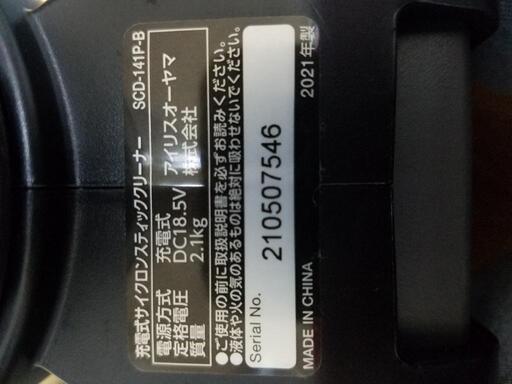 充電式サイクロンスティッククリーナー SCD-141P-B
電源方式 充電式 アイリスオーヤマ
定格電圧 DC18.5V 株式会社
質量 2.1kg
●ご使用の前に取扱説明書を必ずお読みください。
●液体や火の気のあるものは絶対に吸わせないでください。
Serial No. 210507546
MADE IN CHINA 2021年製